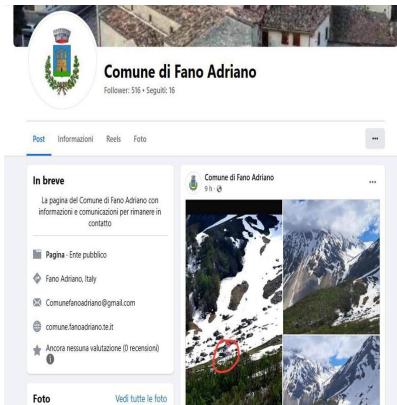 Comune di Fano Adriano
Follower: 516 • Seguiti: 16
Post Informazioni Reels Foto
In breve
La pagina del Comune di Fano Adriano con
informazioni e comunicazioni per rimanere in
contatto
Pagina · Ente pubblico
Fano Adriano, Italy
Comunefanoadriano@gmail.com
comune.fanoadriano.te.it
Ancora nessuna valutazione (0 recensioni)
Foto Vedi tutte le foto
Comune di Fano Adriano
9 h ·